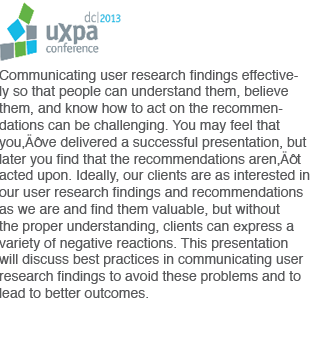 dc|2013
uxpa
conference
Communicating user research findings effective-
ly so that people can understand them, believe
them, and know how to act on the recommen-
dations can be challenging. You may feel that
you‚Äôve delivered a successful presentation, but
later you find that the recommendations aren‚Äôt
acted upon. Ideally, our clients are as interested in
our user research findings and recommendations
as we are and find them valuable, but without
the proper understanding, clients can express a
variety of negative reactions. This presentation
will discuss best practices in communicating user
research findings to avoid these problems and to
lead to better outcomes.